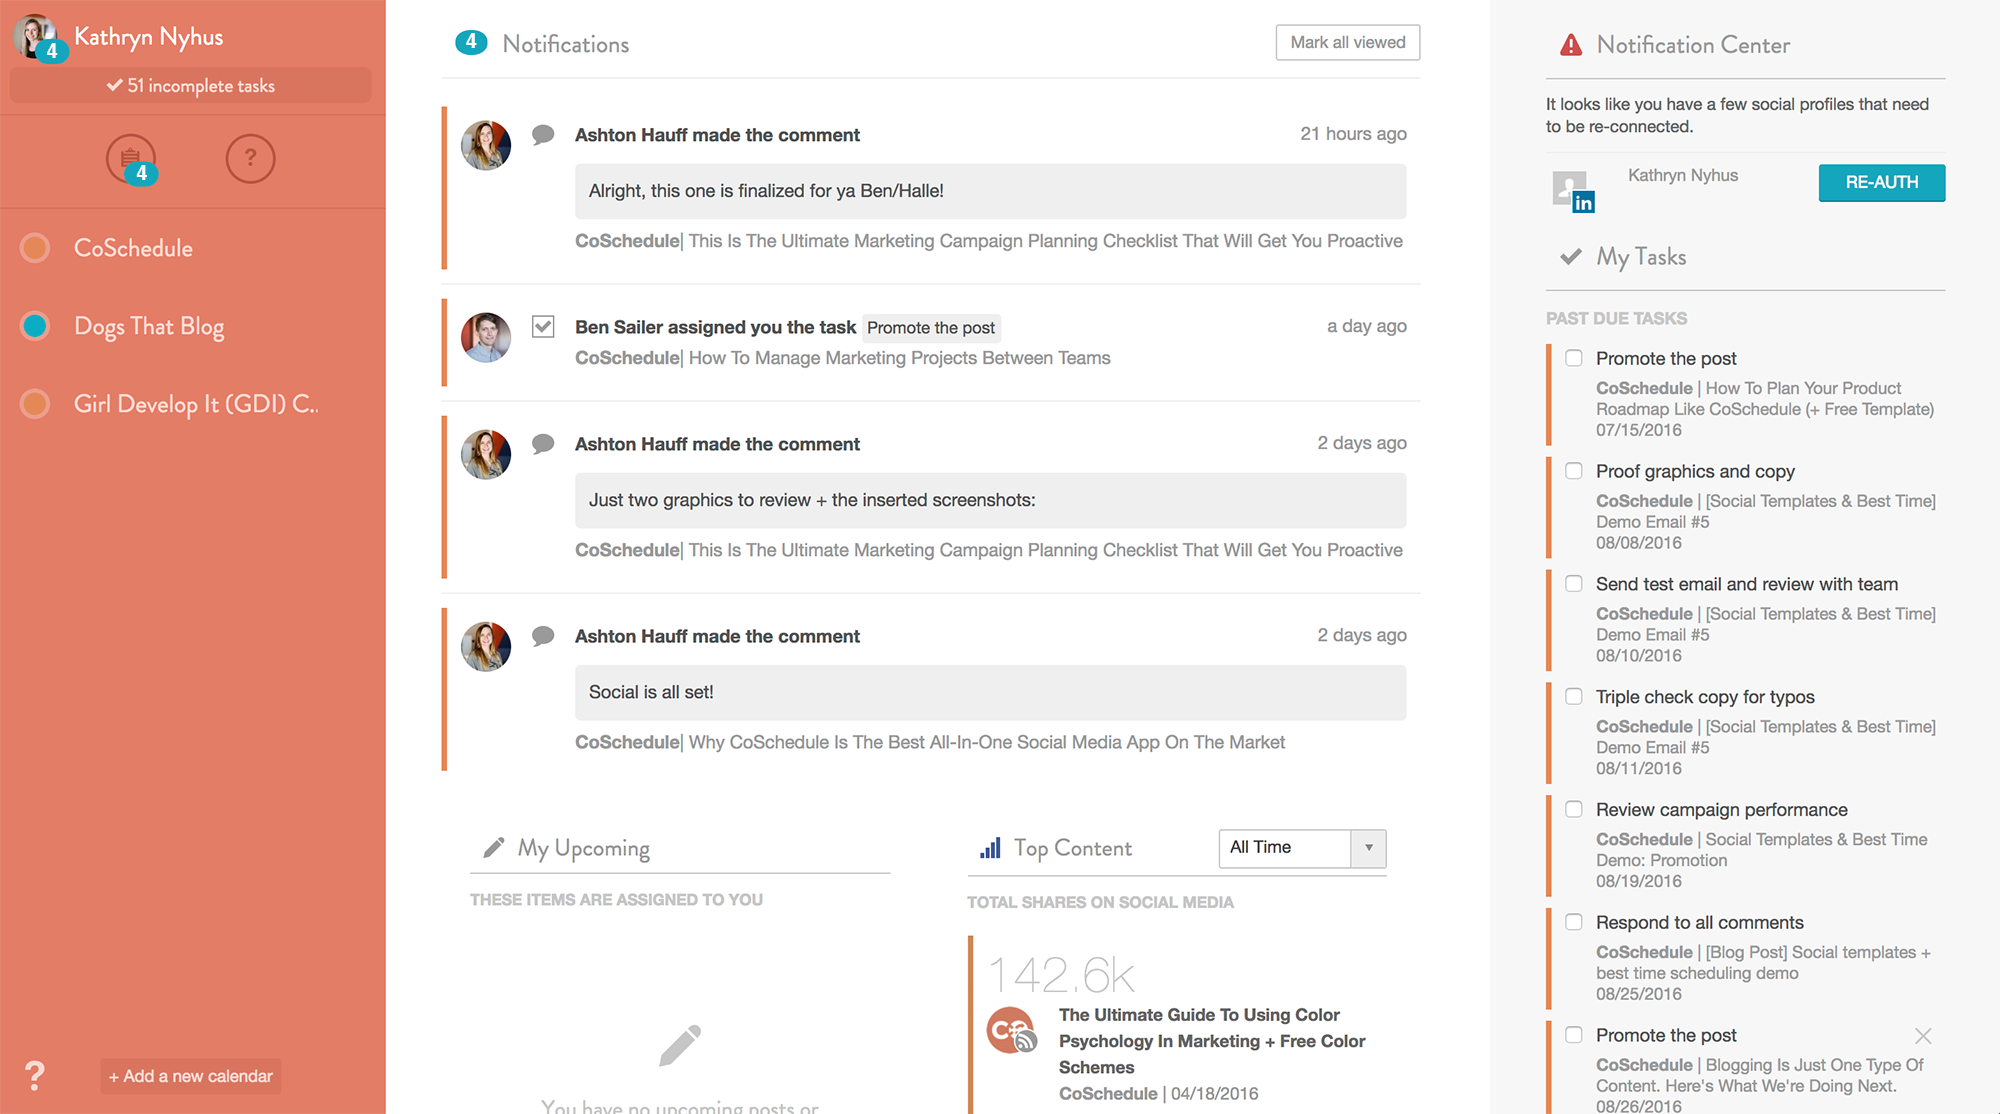 Kathryn Nyhus
4
51 incomplete tasks
4
?
CoSchedule
Dogs That Blog
Girl Develop It (GDI) C..
?
+ Add a new calendar
4 Notifications
Mark all viewed
Ashton Hauff made the comment
21 hours ago
Alright, this one is finalized for ya Ben/Halle!
CoSchedule| This Is The Ultimate Marketing Campaign Planning Checklist That Will Get You Proactive
Ben Sailer assigned you the task Promote the post
a day ago
CoSchedule| How To Manage Marketing Projects Between Teams
Ashton Hauff made the comment
2 days ago
Just two graphics to review + the inserted screenshots:
CoSchedule| This Is The Ultimate Marketing Campaign Planning Checklist That Will Get You Proactive
Ashton Hauff made the comment
2 days ago
Social is all set!
CoSchedule| Why CoSchedule Is The Best All-In-One Social Media App On The Market
My Upcoming
THESE ITEMS ARE ASSIGNED TO YOU
You have no upcoming posts or
Top Content
All Time
TOTAL SHARES ON SOCIAL MEDIA
142.6k
The Ultimate Guide To Using Color
Psychology In Marketing + Free Color
Schemes
CoSchedule | 04/18/2016
Notification Center
It looks like you have a few social profiles that need
to be re-connected.
in
Kathryn Nyhus
RE-AUTH
My Tasks
PAST DUE TASKS
Promote the post
CoSchedule | How To Plan Your Product
Roadmap Like CoSchedule (+ Free Template)
07/15/2016
Proof graphics and copy
CoSchedule | [Social Templates & Best Time]
Demo Email #5
08/08/2016
Send test email and review with team
CoSchedule | [Social Templates & Best Time]
Demo Email #5
08/10/2016
Triple check copy for typos
CoSchedule | [Social Templates & Best Time]
Demo Email #5
08/11/2016
Review campaign performance
CoSchedule | Social Templates & Best Time
Demo: Promotion
08/19/2016
Respond to all comments
CoSchedule | [Blog Post] Social templates +
best time scheduling demo
08/25/2016
Promote the post
CoSchedule | Blogging Is Just One Type Of
Content. Here's What We're Doing Next.
08/26/2016